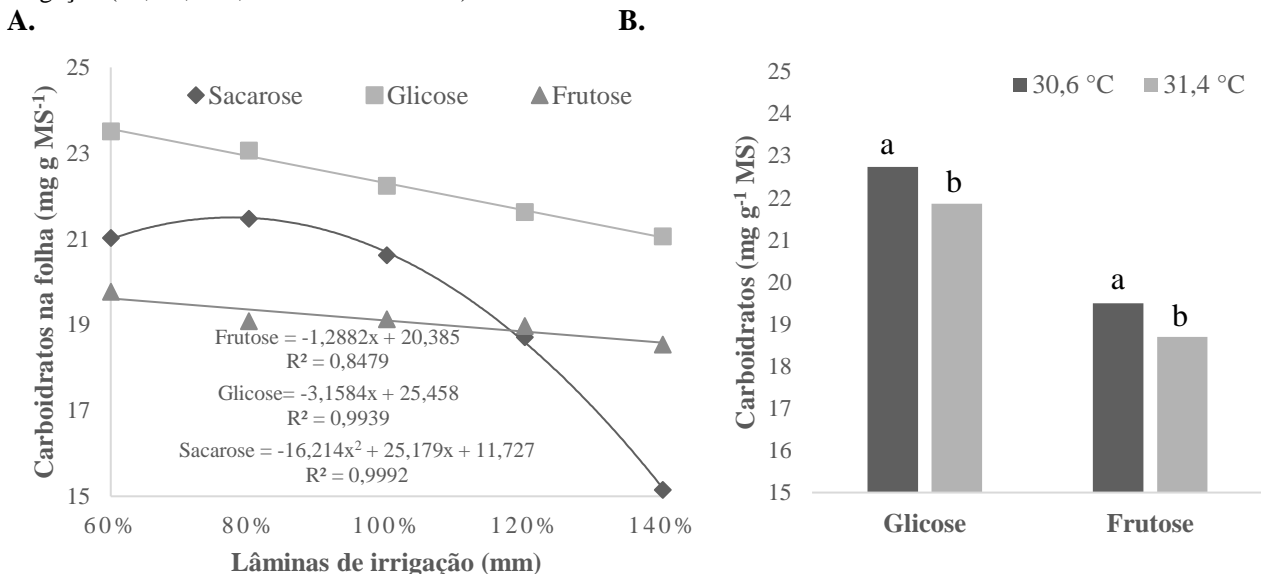 A.
B.
25
23
21
19
17
15
Carboidratos na folha (mg g MS⁻¹)
Sacarose Glicose Frutose
Frutose = -1,2882x + 20,385
R² = 0,8479
Glicose= -3,1584x + 25,458
R² = 0,9939
Sacarose = -16,214x² + 25,179x + 11,727
R² = 0,9992
60% 80% 100% 120% 140%
Lâminas de irrigação (mm)
25
24
23
22
21
20
19
18
17
16
15
Carboidratos (mg g⁻¹ MS)
30,6 °C 31,4 °C
a
b
a
b
Glicose Frutose